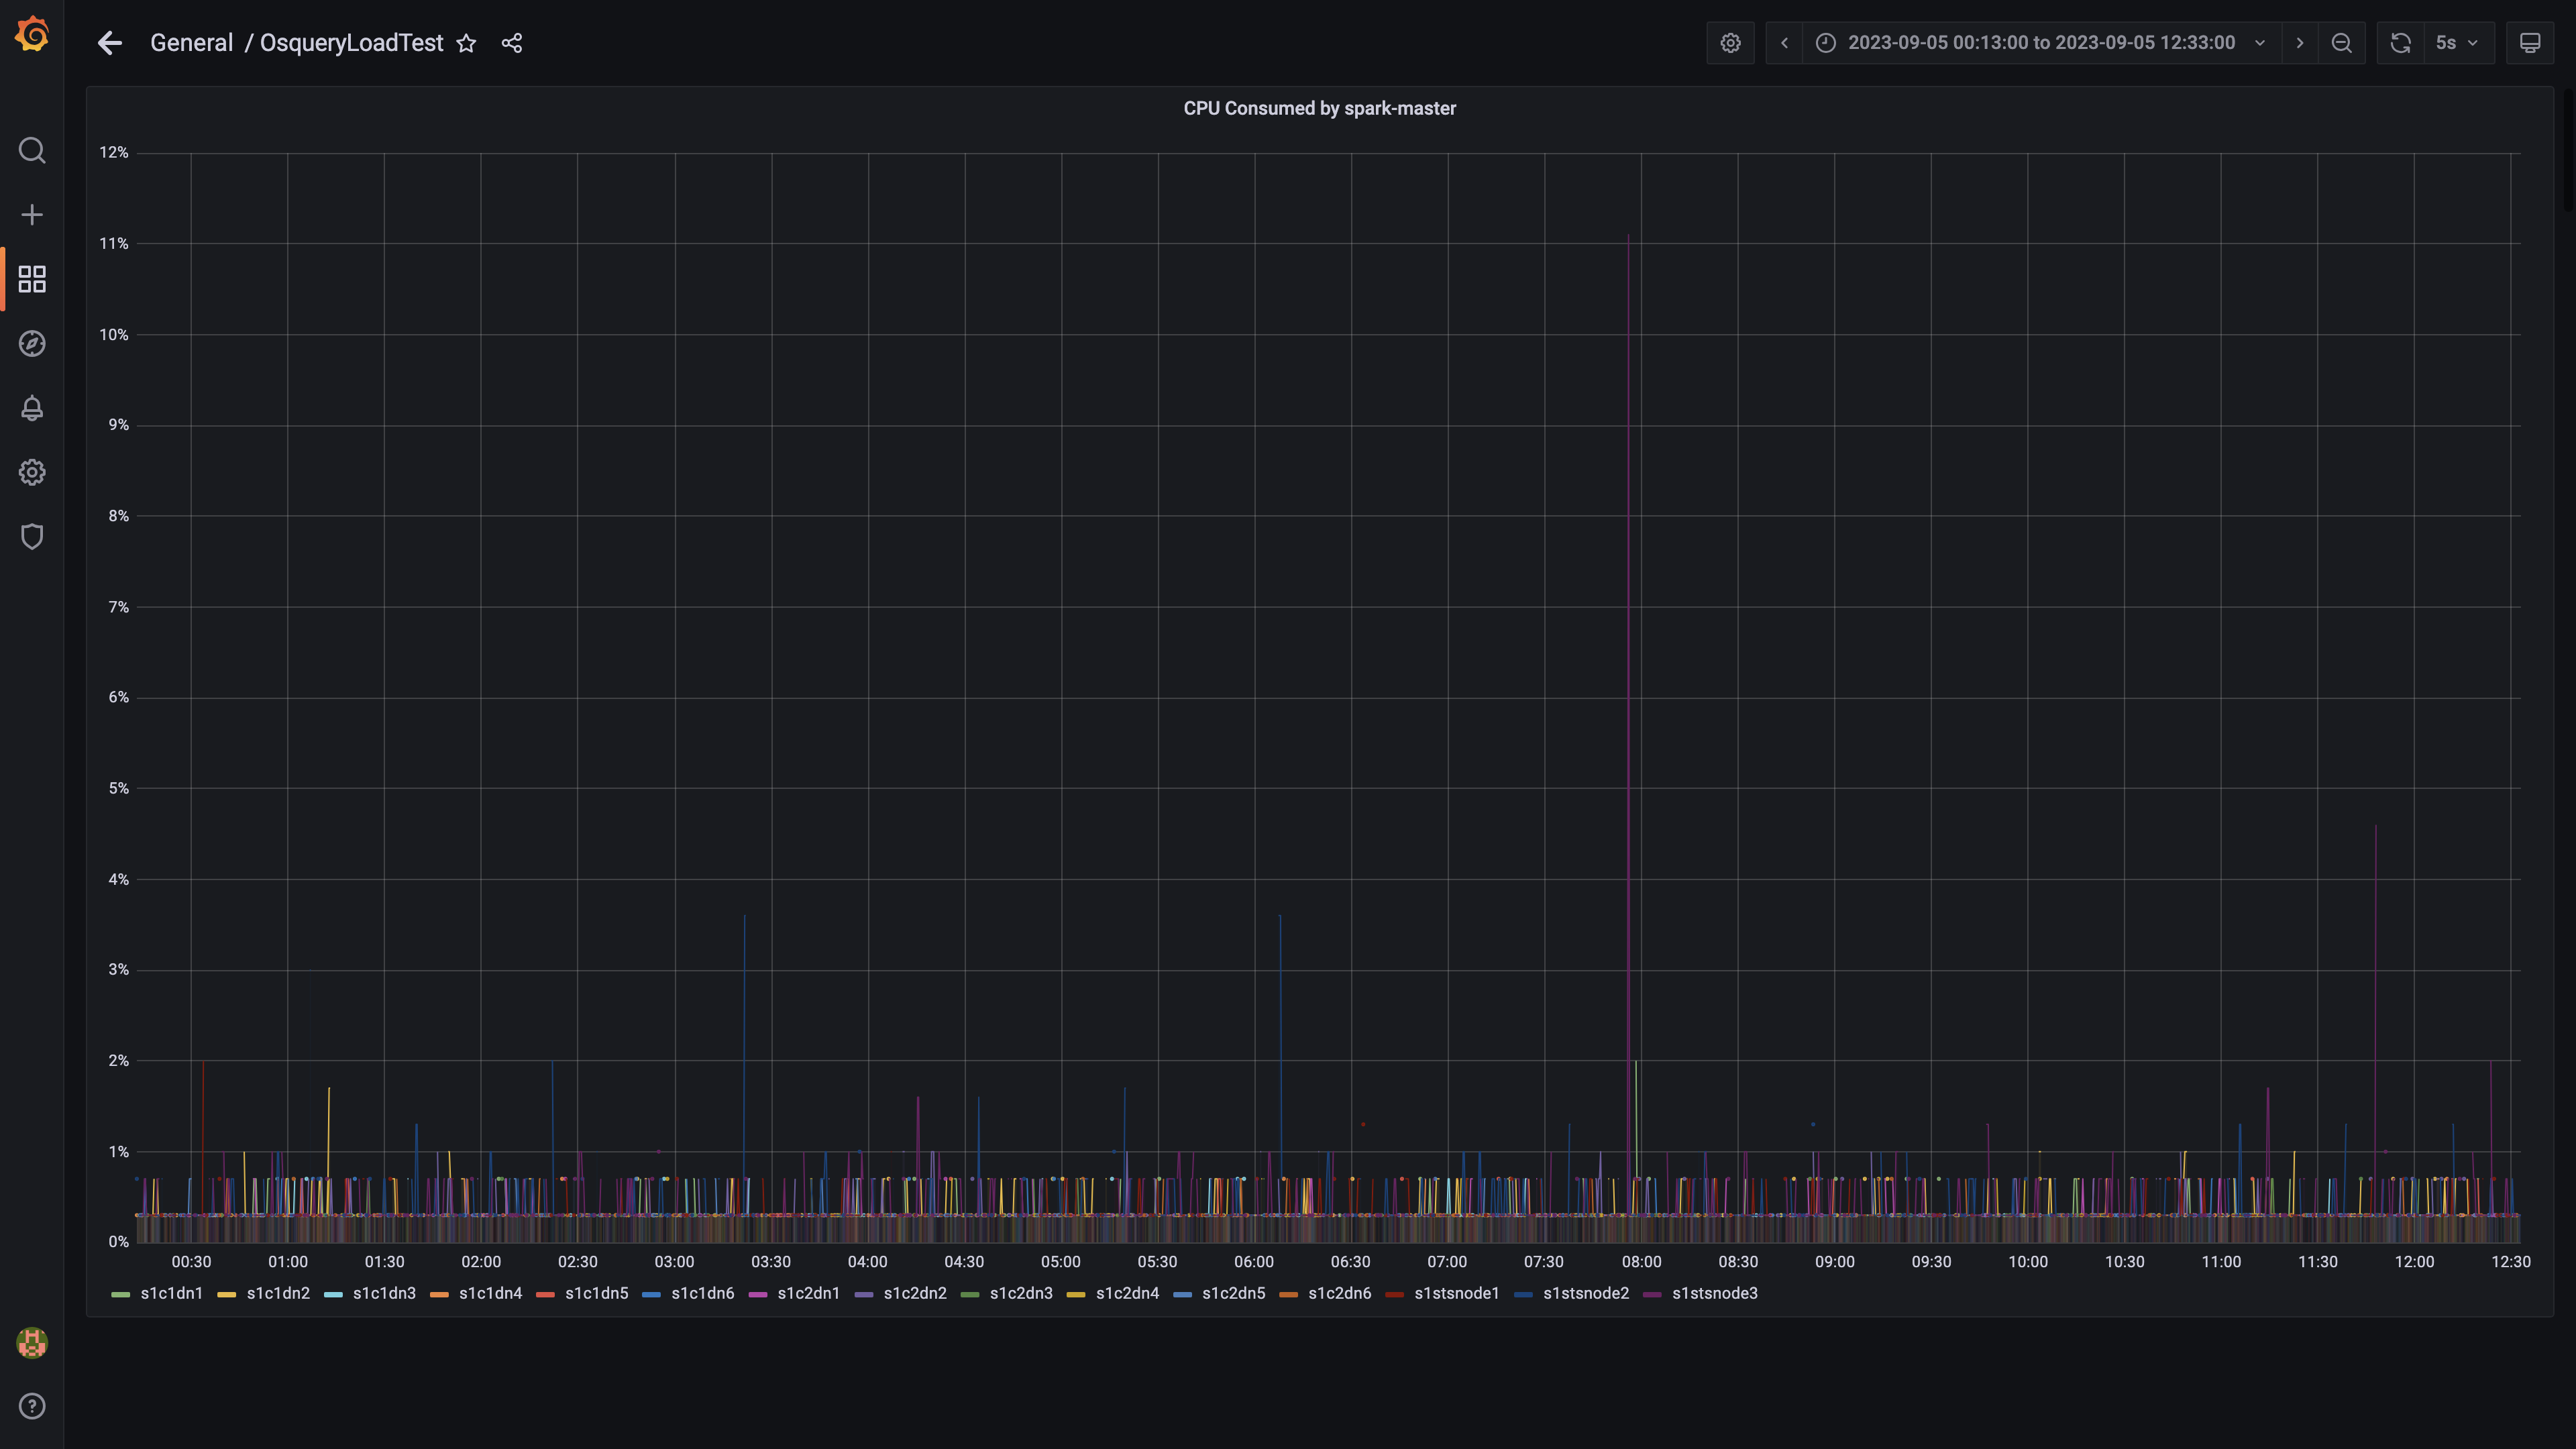 General / OsqueryLoadTest
2023-09-05 00:13:00 to 2023-09-05 12:33:00
5s
CPU Consumed by spark-master
12%
11%
10%
9%
8%
7%
6%
5%
4%
3%
2%
1%
0%
00:30 01:00 01:30 02:00 02:30 03:00 03:30 04:00 04:30 05:00 05:30 06:00 06:30 07:00 07:30 08:00 08:30 09:00 09:30 10:00 10:30 11:00 11:30 12:00 12:30
s1c1dn1 s1c1dn2 s1c1dn3 s1c1dn4 s1c1dn5 s1c1dn6 s1c2dn1 s1c2dn2 s1c2dn3 s1c2dn4 s1c2dn5 s1c2dn6 s1stsnode1 s1stsnode2 s1stsnode3